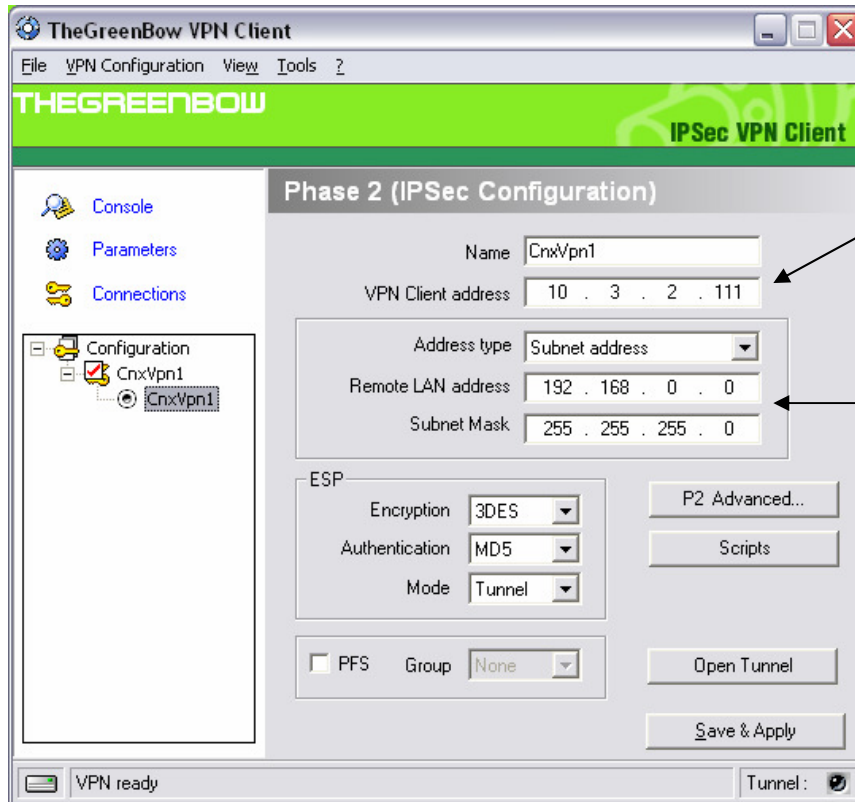 TheGreenBow VPN Client
File VPN Configuration View Tools ?
THEGREENBOW
IPSec VPN Client
Console
Parameters
Connections
Configuration
CnxVpn1
CnxVpn1
Phase 2 (IPSec Configuration)
Name CnxVpn1
VPN Client address 10 . 3 . 2 . 111
Address type Subnet address
Remote LAN address 192 . 168 . 0 . 0
Subnet Mask 255 . 255 . 255 . 0
ESP
Encryption 3DES
Authentication MD5
Mode Tunnel
P2 Advanced...
Scripts
PFS Group None
Open Tunnel
Save & Apply
VPN ready Tunnel :